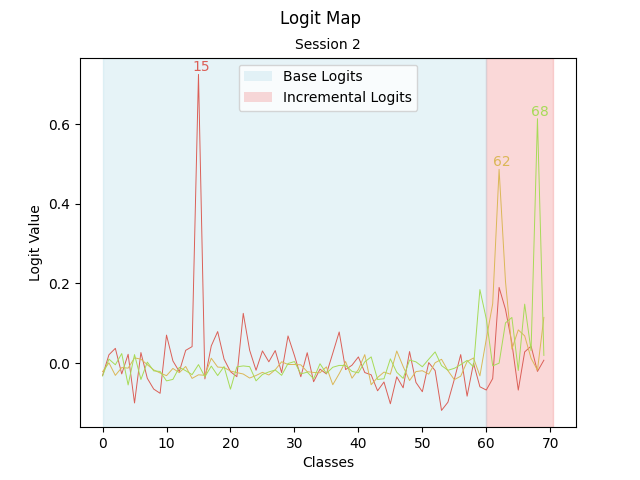 Logit Map
Session 2
15
Base Logits
Incremental Logits
68
62
0.6
0.4
0.2
0.0
Logit Value
0 10 20 30 40 50 60 70
Classes